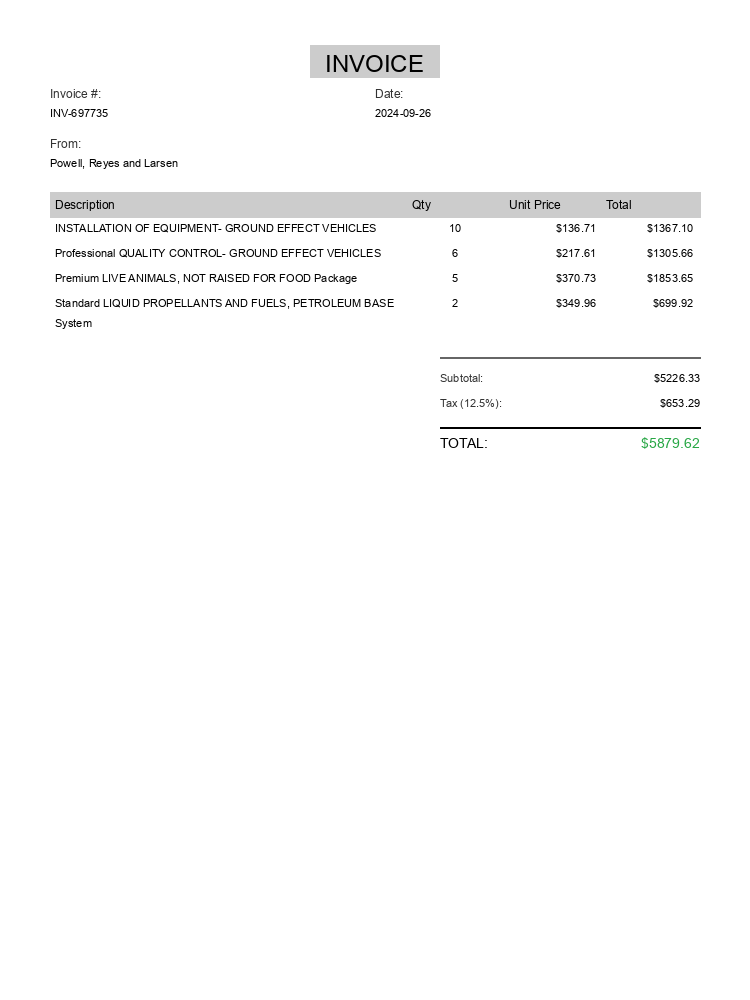 INVOICE
Invoice #: Date:
INV-697735 2024-09-26
From:
Powell, Reyes and Larsen
Description Qty Unit Price Total
INSTALLATION OF EQUIPMENT- GROUND EFFECT VEHICLES 10 $136.71 $1367.10
Professional QUALITY CONTROL- GROUND EFFECT VEHICLES 6 $217.61 $1305.66
Premium LIVE ANIMALS, NOT RAISED FOR FOOD Package 5 $370.73 $1853.65
Standard LIQUID PROPELLANTS AND FUELS, PETROLEUM BASE 2 $349.96 $699.92
System
Subtotal: $5226.33
Tax (12.5%): $653.29
TOTAL: $5879.62